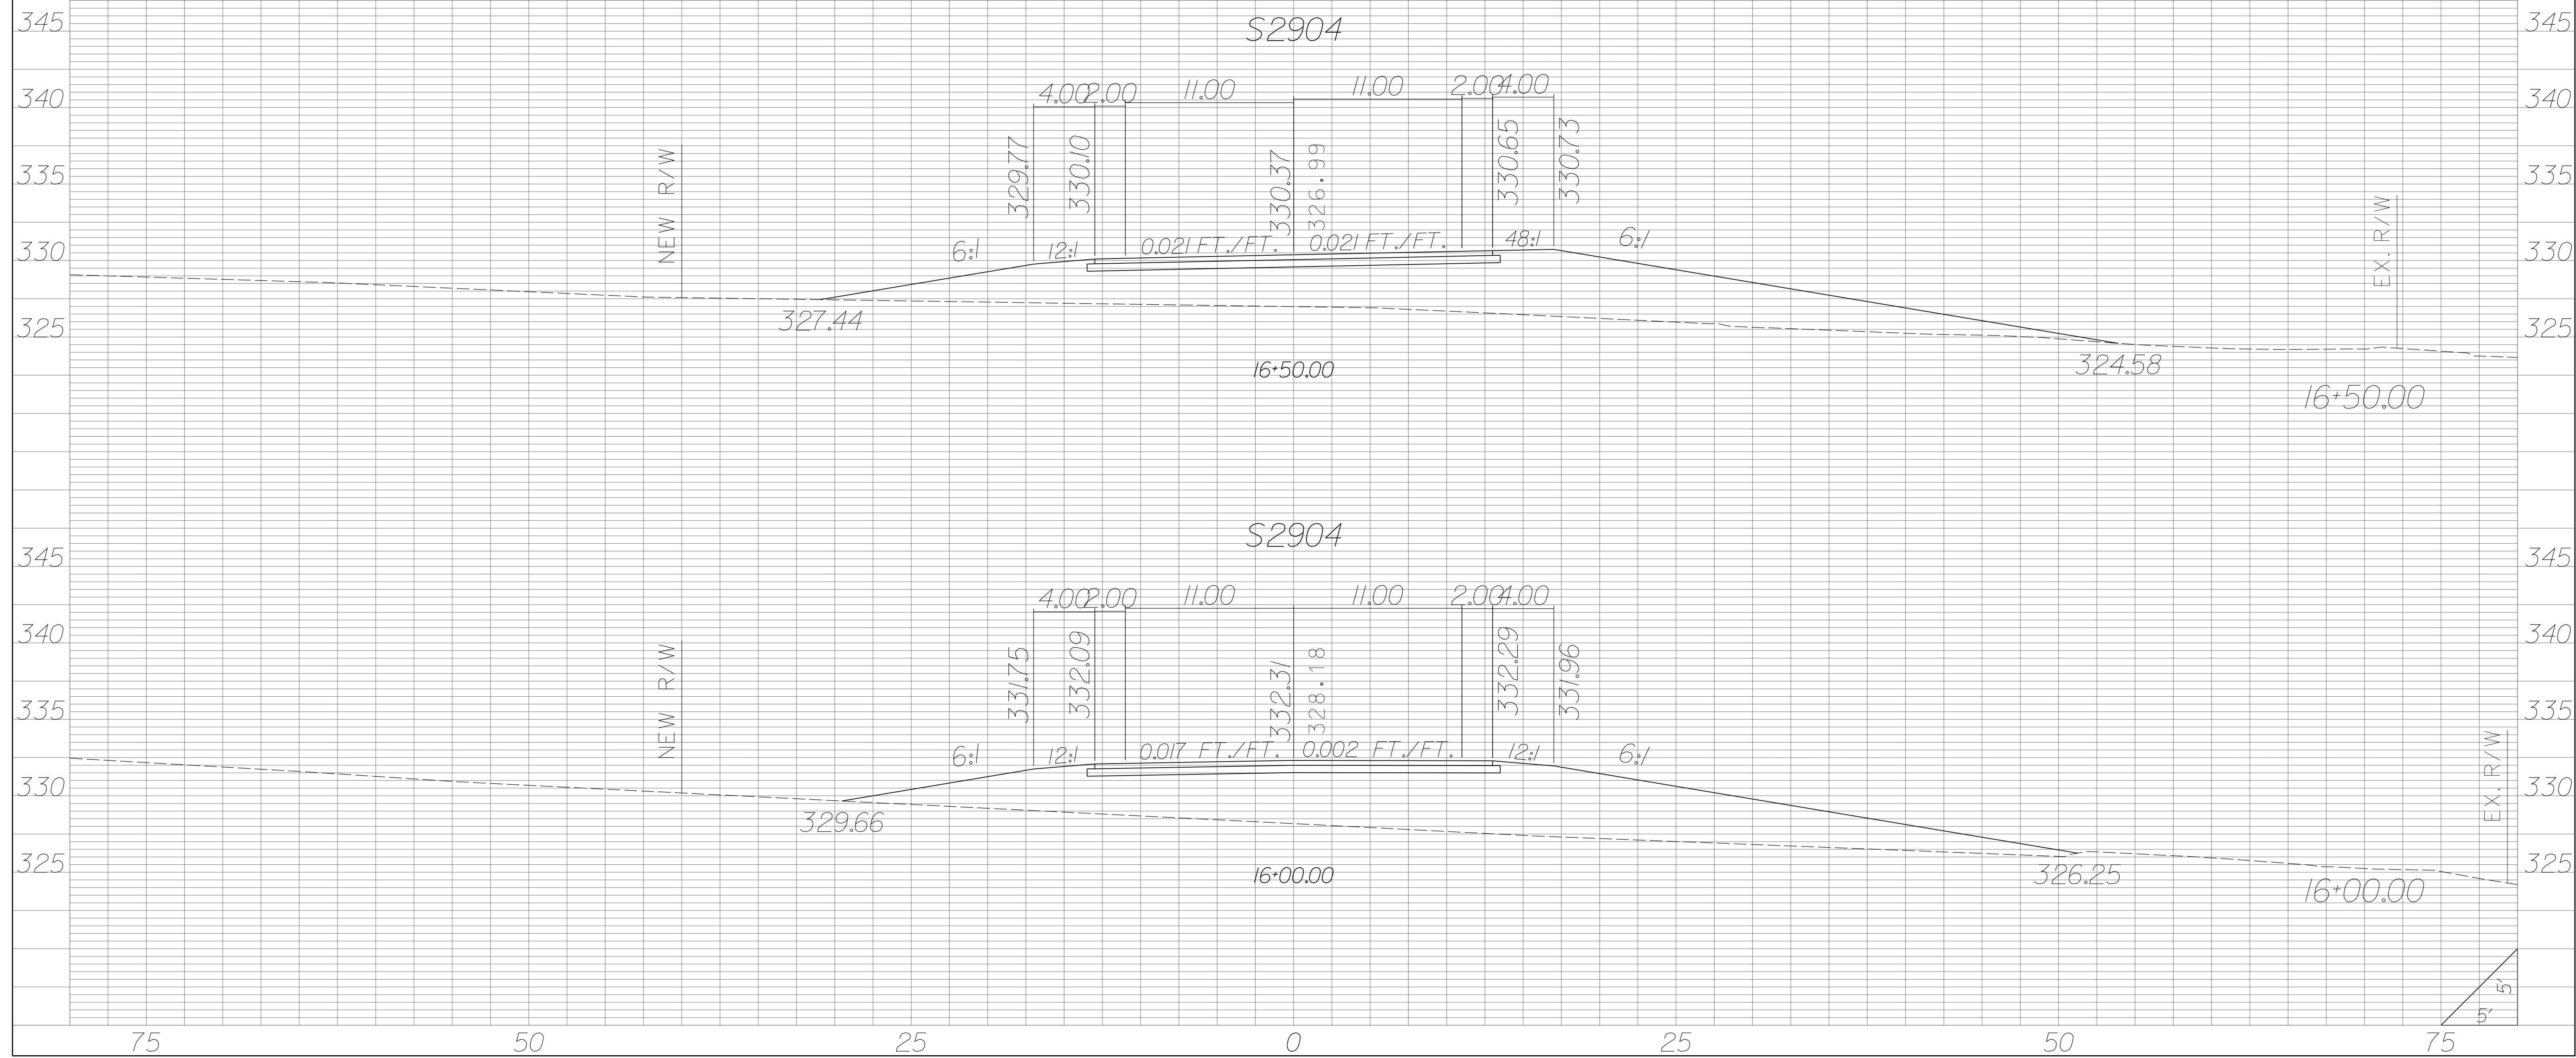 345 S2904 345
4.00 2.00 11.00 11.00 2.00 4.00
340 340
329.77 330.10 330.37 326.99 330.65 330.73
335 NEW R/W 335
EX. R/W
330 6:1 12:1 0.021 FT./FT. 0.021 FT./FT. 48:1 6:1 330
325 327.44 325
16+50.00 324.58
16+50.00
S2904
345 345
4.00 2.00 11.00 11.00 2.00 4.00
340 340
331.75 332.09 332.31 328.18 332.29 331.96
335 NEW R/W 335
6:1 12:1 0.017 FT./FT. 0.002 FT./FT. 12:1 6:1
330 EX. R/W 330
329.66
325 325
16+00.00 326.25
16+00.00
5'
5'
75 50 25 0 25 50 75